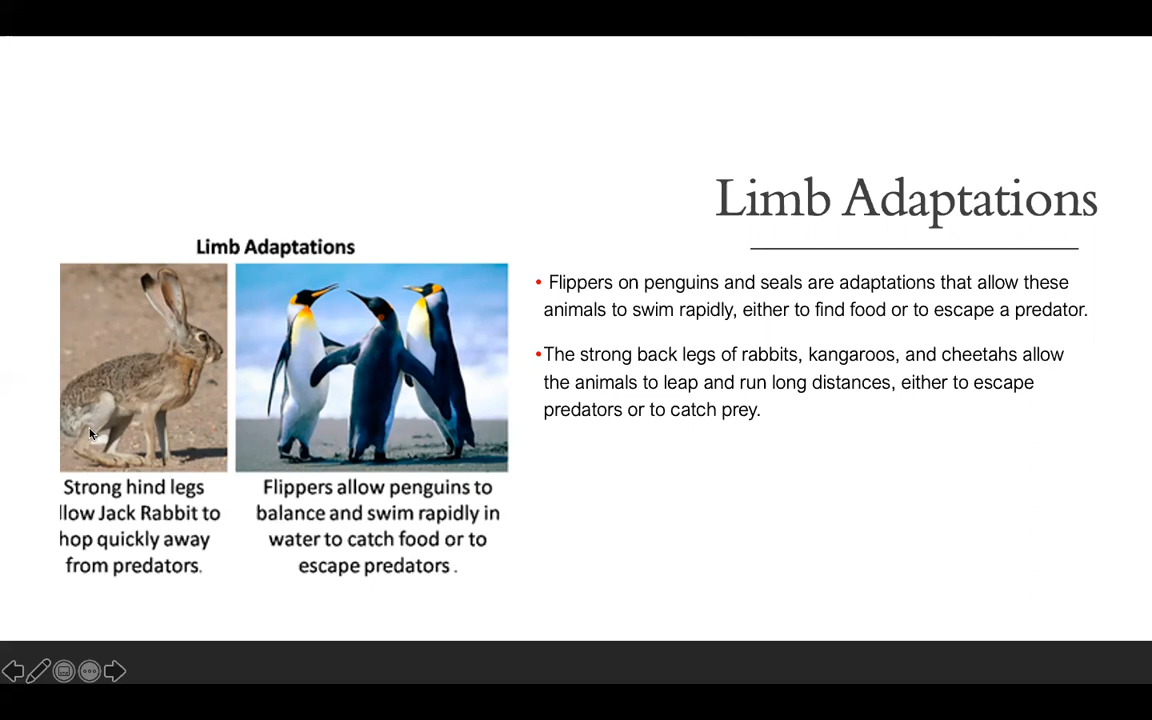 Limb Adaptations
Limb Adaptations
• Flippers on penguins and seals are adaptations that allow these
animals to swim rapidly, either to find food or to escape a predator.
•The strong back legs of rabbits, kangaroos, and cheetahs allow
the animals to leap and run long distances, either to escape
predators or to catch prey.
Strong hind legs
llow Jack Rabbit to
hop quickly away
from predators.
Flippers allow penguins to
balance and swim rapidly in
water to catch food or to
escape predators .